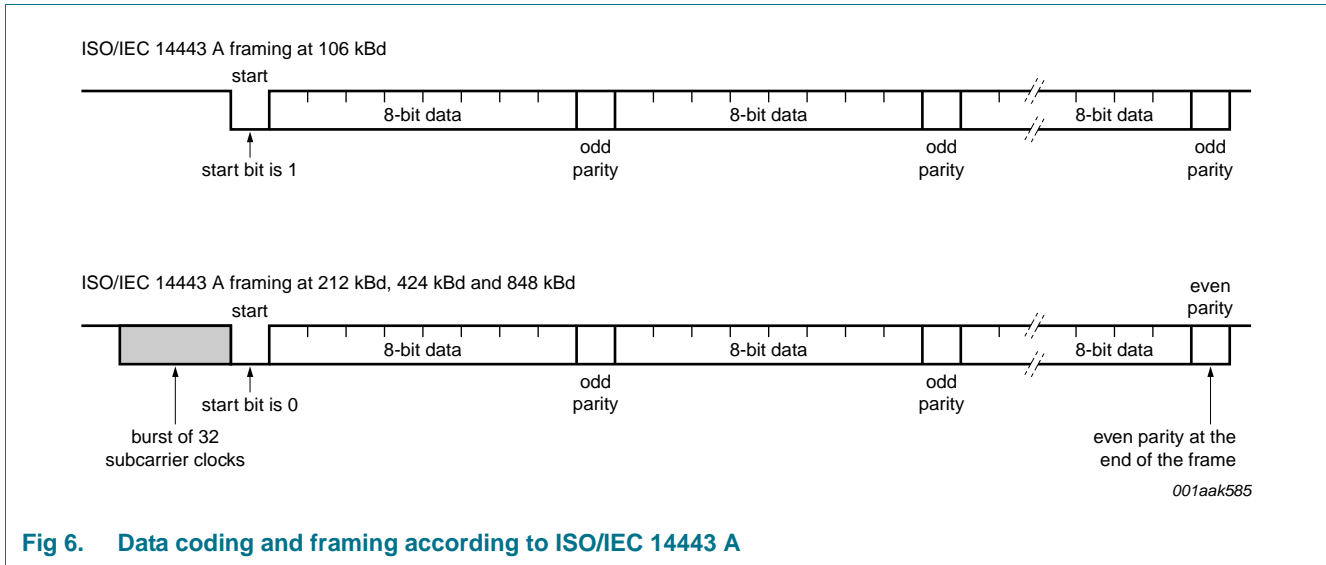 ISO/IEC 14443 A framing at 106 kBd
start
8-bit data
8-bit data
8-bit data
start bit is 1
odd
parity
odd
parity
odd
parity
ISO/IEC 14443 A framing at 212 kBd, 424 kBd and 848 kBd
start
even
parity
8-bit data
8-bit data
8-bit data
start bit is 0
odd
parity
odd
parity
burst of 32
subcarrier clocks
even parity at the
end of the frame
001aak585
Fig 6. Data coding and framing according to ISO/IEC 14443 A